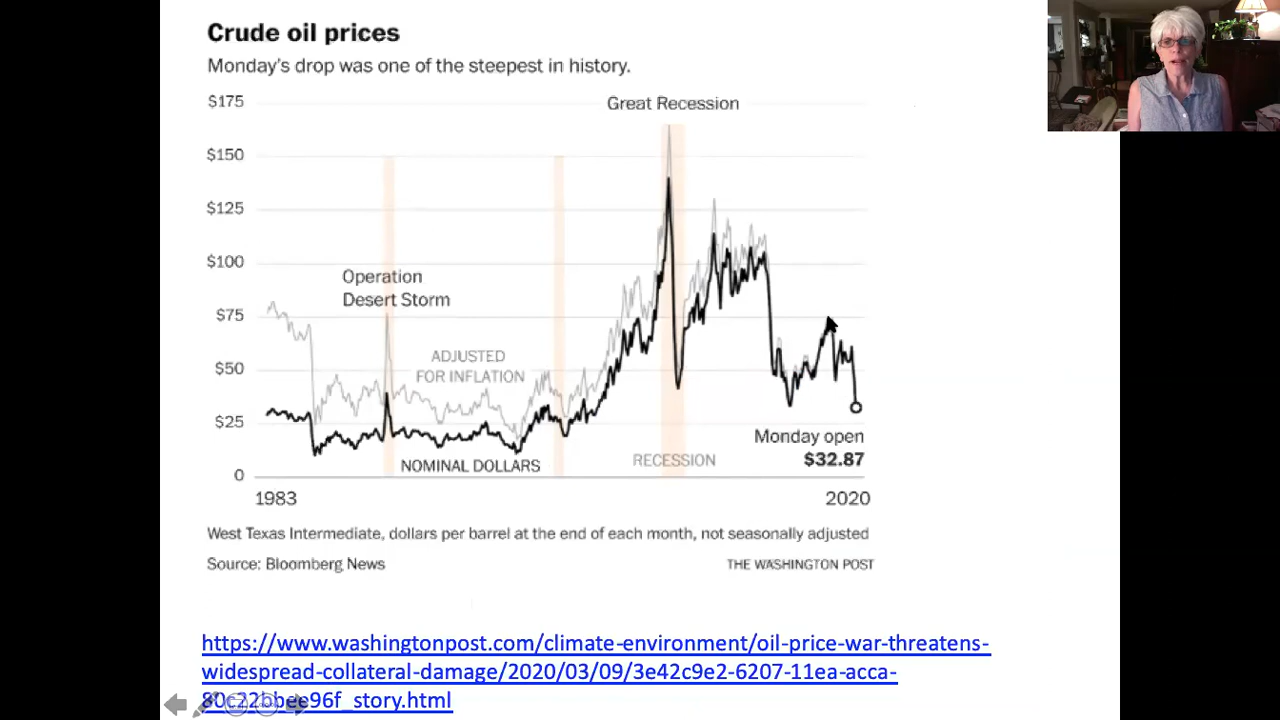 Crude oil prices
Monday's drop was one of the steepest in history.
$175
Great Recession
$150
$125
$100
Operation
Desert Storm
$75
ADJUSTED
FOR INFLATION
$50
$25
Monday open
$32.87
NOMINAL DOLLARS
RECESSION
0
1983
2020
West Texas Intermediate, dollars per barrel at the end of each month, not seasonally adjusted
Source: Bloomberg News
THE WASHINGTON POST
https://www.washingtonpost.com/climate-environment/oil-price-war-threatens-
widespread-collateral-damage/2020/03/09/3e42c9e2-6207-11ea-acca-
80c22bbee96f_story.html